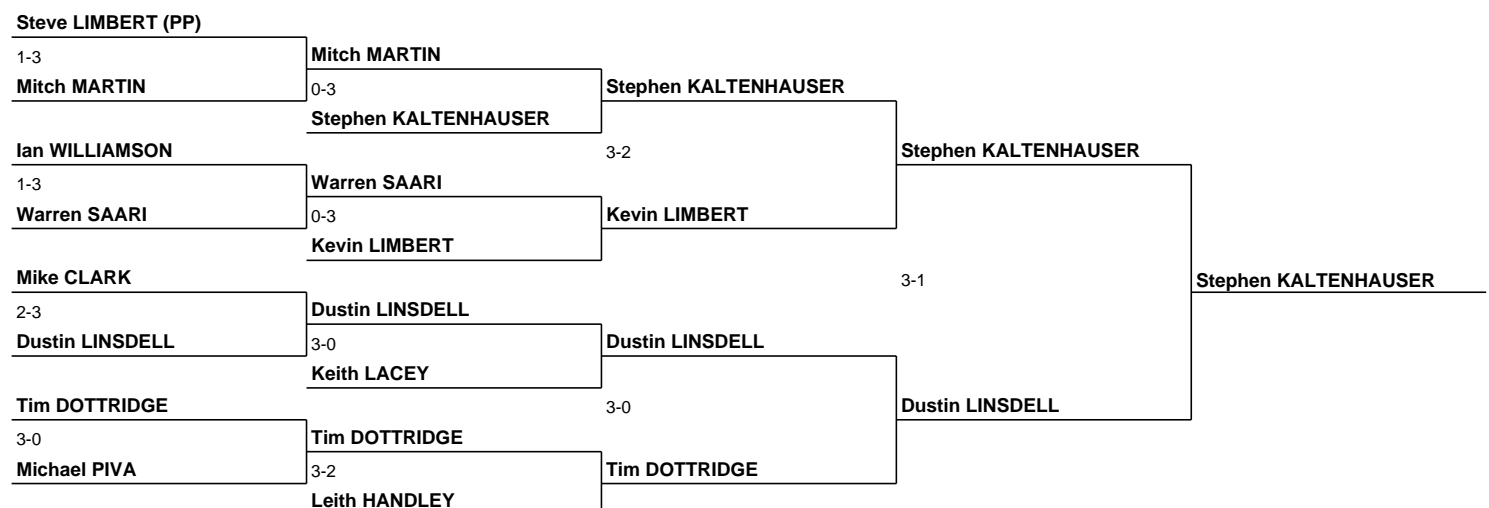 Steve LIMBERT (PP)
1-3 Mitch MARTIN
Mitch MARTIN 0-3 Stephen KALTENHAUSER
Stephen KALTENHAUSER
Ian WILLIAMSON 3-2 Stephen KALTENHAUSER
1-3 Warren SAARI
Warren SAARI 0-3 Kevin LIMBERT
Kevin LIMBERT
Mike CLARK 3-1 Stephen KALTENHAUSER
2-3 Dustin LINSDELL
Dustin LINSDELL 3-0 Dustin LINSDELL
Keith LACEY
Tim DOTTRIDGE 3-0 Dustin LINSDELL
3-0 Tim DOTTRIDGE
Michael PIVA 3-2 Tim DOTTRIDGE
Leith HANDLEY